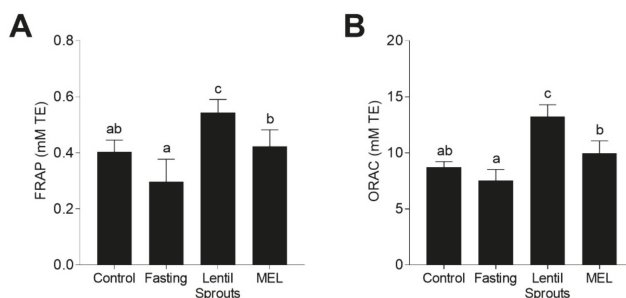 A
FRAP (mM TE)
0.8
0.6
0.4
0.2
0.0
ab
a
c
b
Control
Fasting
Lentil
Sprouts
MEL
B
ORAC (mM TE)
20
15
10
5
0
ab
a
c
b
Control
Fasting
Lentil
Sprouts
MEL